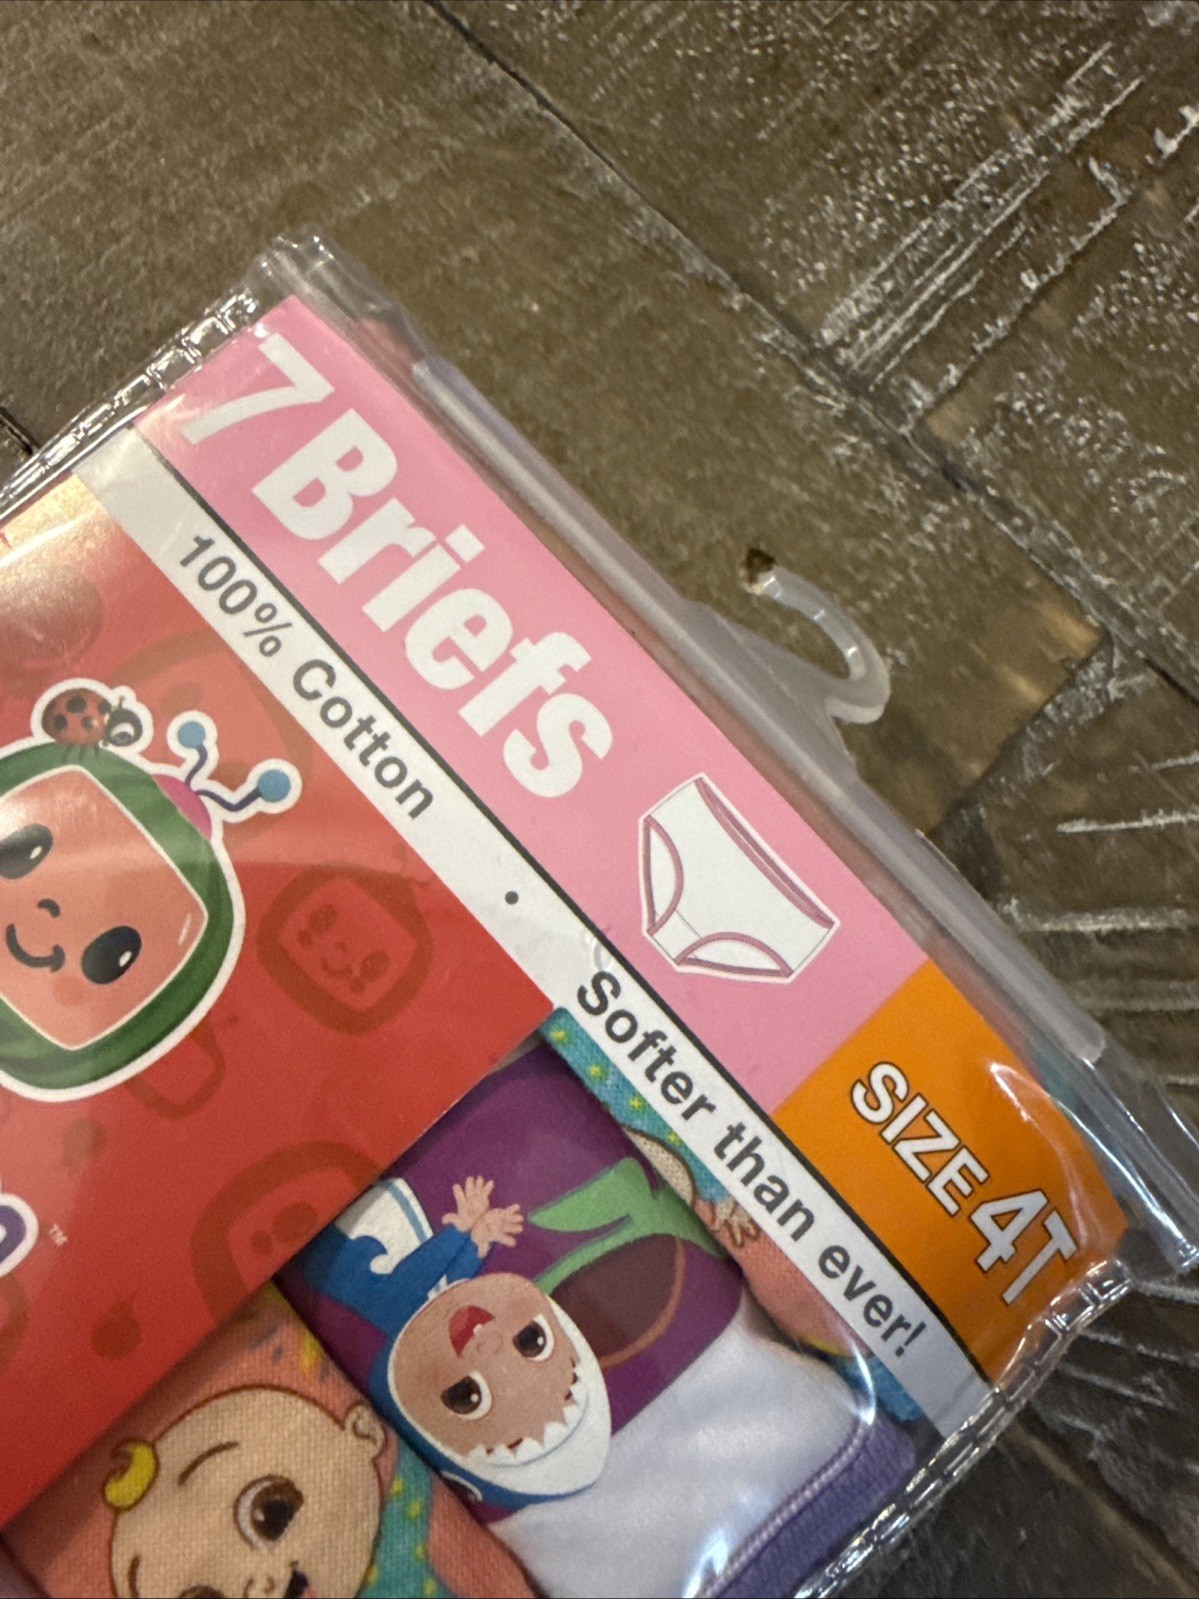 7 Briefs
100% Cotton • Softer than ever!
SIZE 4T
TM